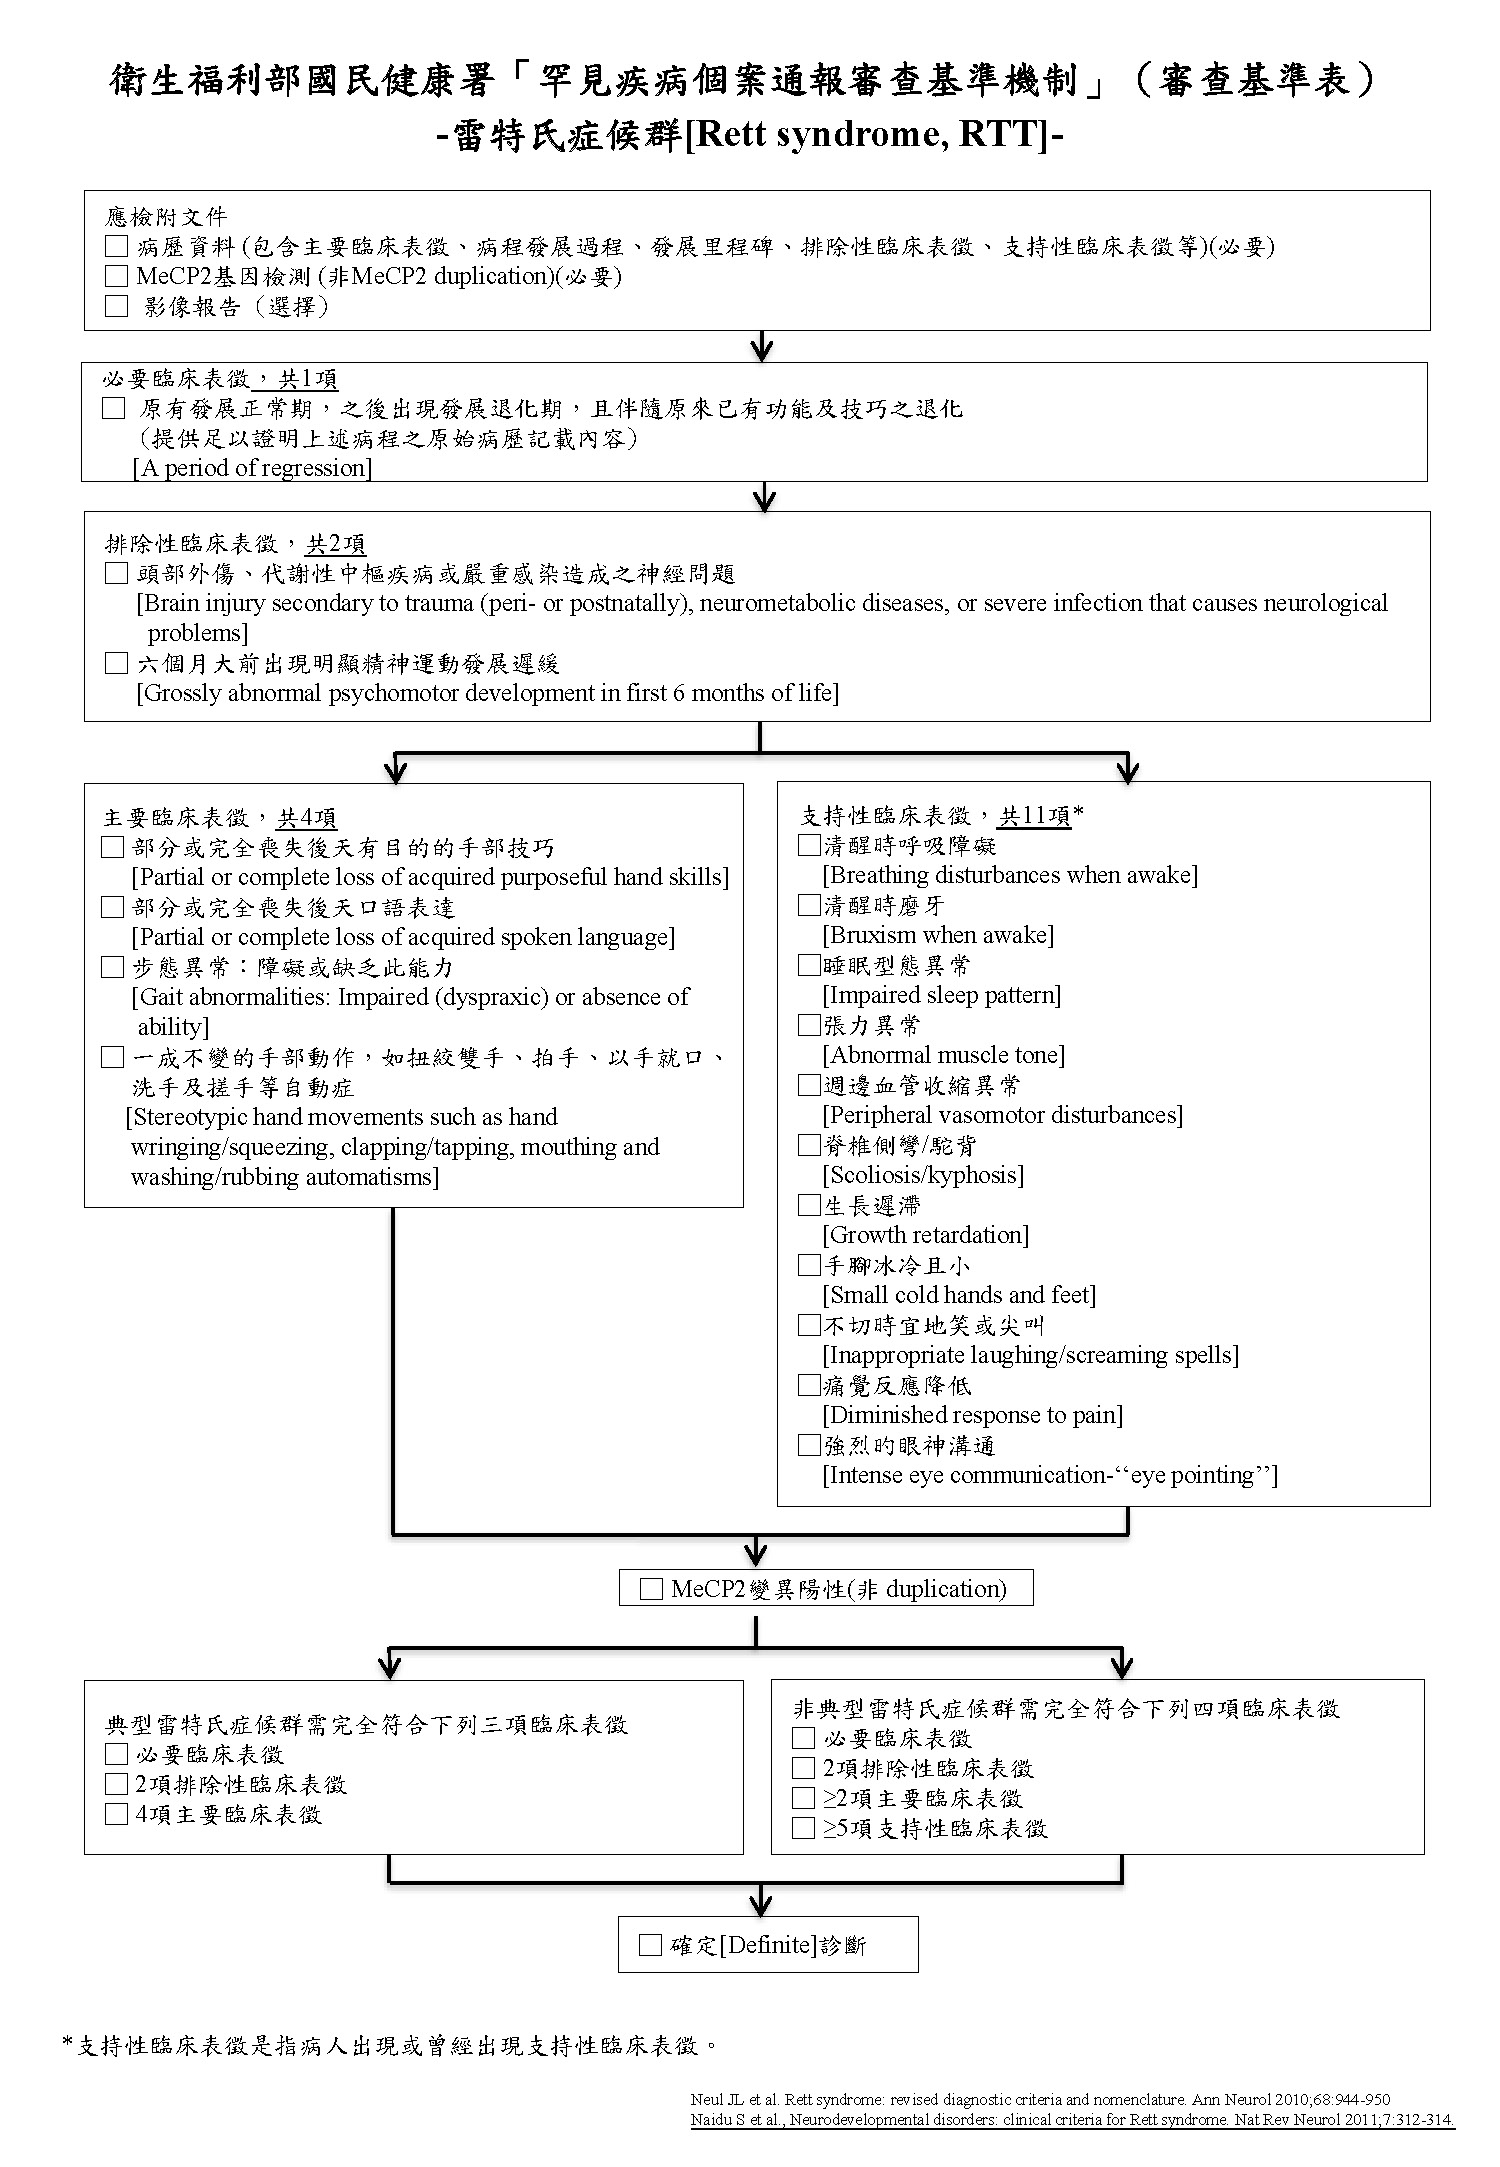 衛生福利部國民健康署「罕見疾病個案通報審查基準機制」（審查基準表）
-雷特氏症候群[Rett syndrome, RTT]-
應檢附文件
□ 病歷資料 (包含主要臨床表徵、病程發展過程、發展里程碑、排除性臨床表徵、支持性臨床表徵等)(必要)
□ MeCP2基因檢測 (非MeCP2 duplication)(必要)
□ 影像報告（選擇）
必要臨床表徵，共1項
□ 原有發展正常期，之後出現發展退化期，且伴隨原來已有功能及技巧之退化
（提供足以證明上述病程之原始病歷記載內容）
[A period of regression]
排除性臨床表徵，共2項
□ 頭部外傷、代謝性中樞疾病或嚴重感染造成之神經問題
[Brain injury secondary to trauma (peri- or postnatally), neurometabolic diseases, or severe infection that causes neurological
problems]
□ 六個月大前出現明顯精神運動發展遲緩
[Grossly abnormal psychomotor development in first 6 months of life]
主要臨床表徵，共4項
□ 部分或完全喪失後天有目的的手部技巧
[Partial or complete loss of acquired purposeful hand skills]
□ 部分或完全喪失後天口語表達
[Partial or complete loss of acquired spoken language]
□ 步態異常：障礙或缺乏此能力
[Gait abnormalities: Impaired (dyspraxic) or absence of
ability]
□ 一成不變的手部動作，如扭絞雙手、拍手、以手就口、
洗手及搓手等自動症
[Stereotypic hand movements such as hand
wringing/squeezing, clapping/tapping, mouthing and
washing/rubbing automatisms]
支持性臨床表徵，共11項*
□清醒時呼吸障礙
[Breathing disturbances when awake]
□清醒時磨牙
[Bruxism when awake]
□睡眠型態異常
[Impaired sleep pattern]
□張力異常
[Abnormal muscle tone]
□週邊血管收縮異常
[Peripheral vasomotor disturbances]
□脊椎側彎/駝背
[Scoliosis/kyphosis]
□生長遲滯
[Growth retardation]
□手腳冰冷且小
[Small cold hands and feet]
□不切時宜地笑或尖叫
[Inappropriate laughing/screaming spells]
□痛覺反應降低
[Diminished response to pain]
□強烈的眼神溝通
[Intense eye communication-‘‘eye pointing’’]
□ MeCP2變異陽性(非 duplication)
典型雷特氏症候群需完全符合下列三項臨床表徵
□ 必要臨床表徵
□ 2項排除性臨床表徵
□ 4項主要臨床表徵
非典型雷特氏症候群需完全符合下列四項臨床表徵
□ 必要臨床表徵
□ 2項排除性臨床表徵
□ ≥2項主要臨床表徵
□ ≥5項支持性臨床表徵
□ 確定[Definite]診斷
*支持性臨床表徵是指病人出現或曾經出現支持性臨床表徵。
Neul JL et al. Rett syndrome: revised diagnostic criteria and nomenclature. Ann Neurol 2010;68:944-950
Naidu S et al., Neurodevelopmental disorders: clinical criteria for Rett syndrome. Nat Rev Neurol 2011;7:312-314.